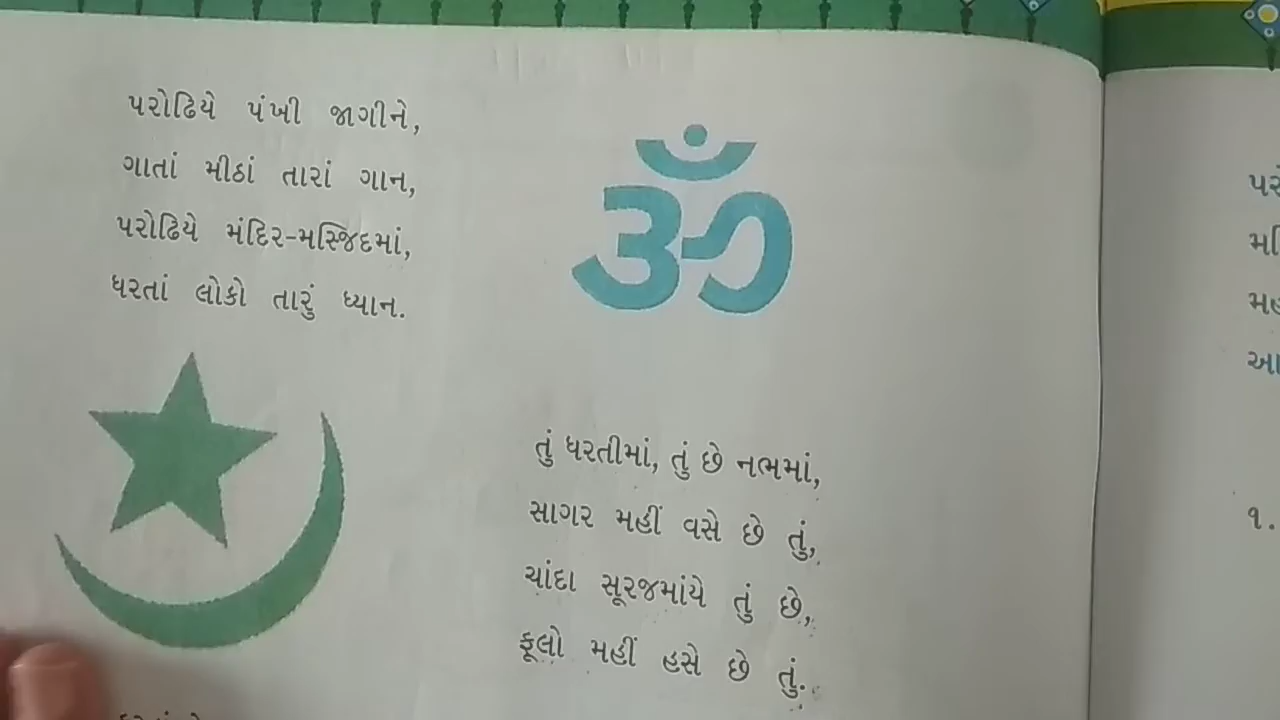 પરોઢિયે પંખી જાગીને,
ગાતાં મીઠાં તારાં ગાન,
પરોઢિયે મંદિર-મસ્જિદમાં,
ધરતાં લોકો તારું ધ્યાન.
ૐ
તું ધરતીમાં, તું છે નભમાં,
સાગર મહીં વસે છે તું,
ચાંદા સૂરજમાંયે તું છે,
ફૂલો મહીં હસે છે તું.
૧.